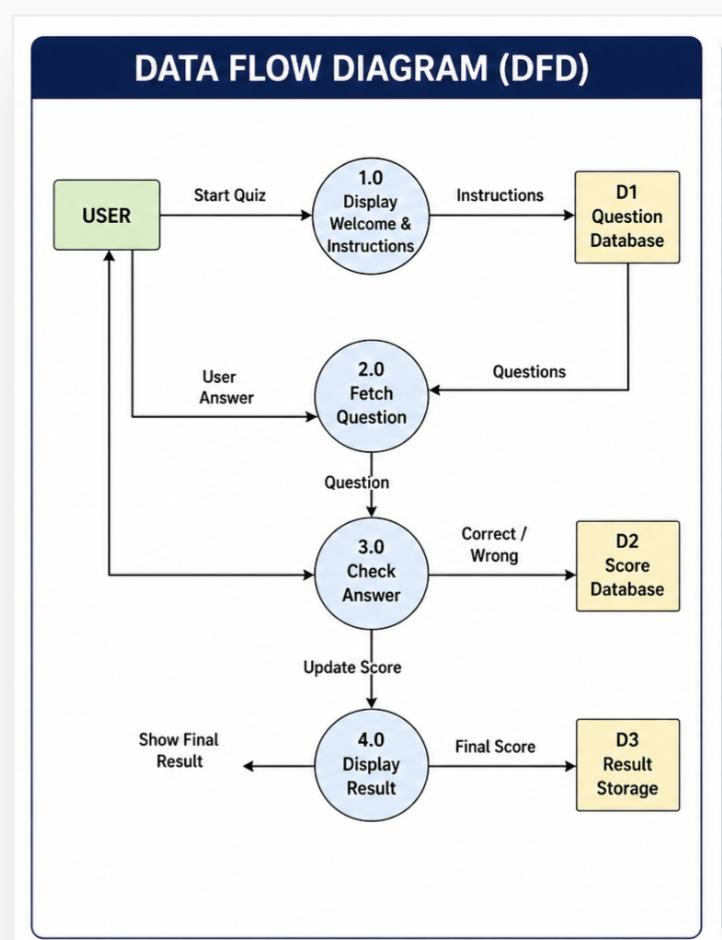 DATA FLOW DIAGRAM (DFD)
USER
Start Quiz
1.0
Display
Welcome &
Instructions
Instructions
D1
Question
Database
User
Answer
2.0
Fetch
Question
Questions
Question
3.0
Check
Answer
Correct /
Wrong
D2
Score
Database
Update Score
Show Final
Result
4.0
Display
Result
Final Score
D3
Result
Storage